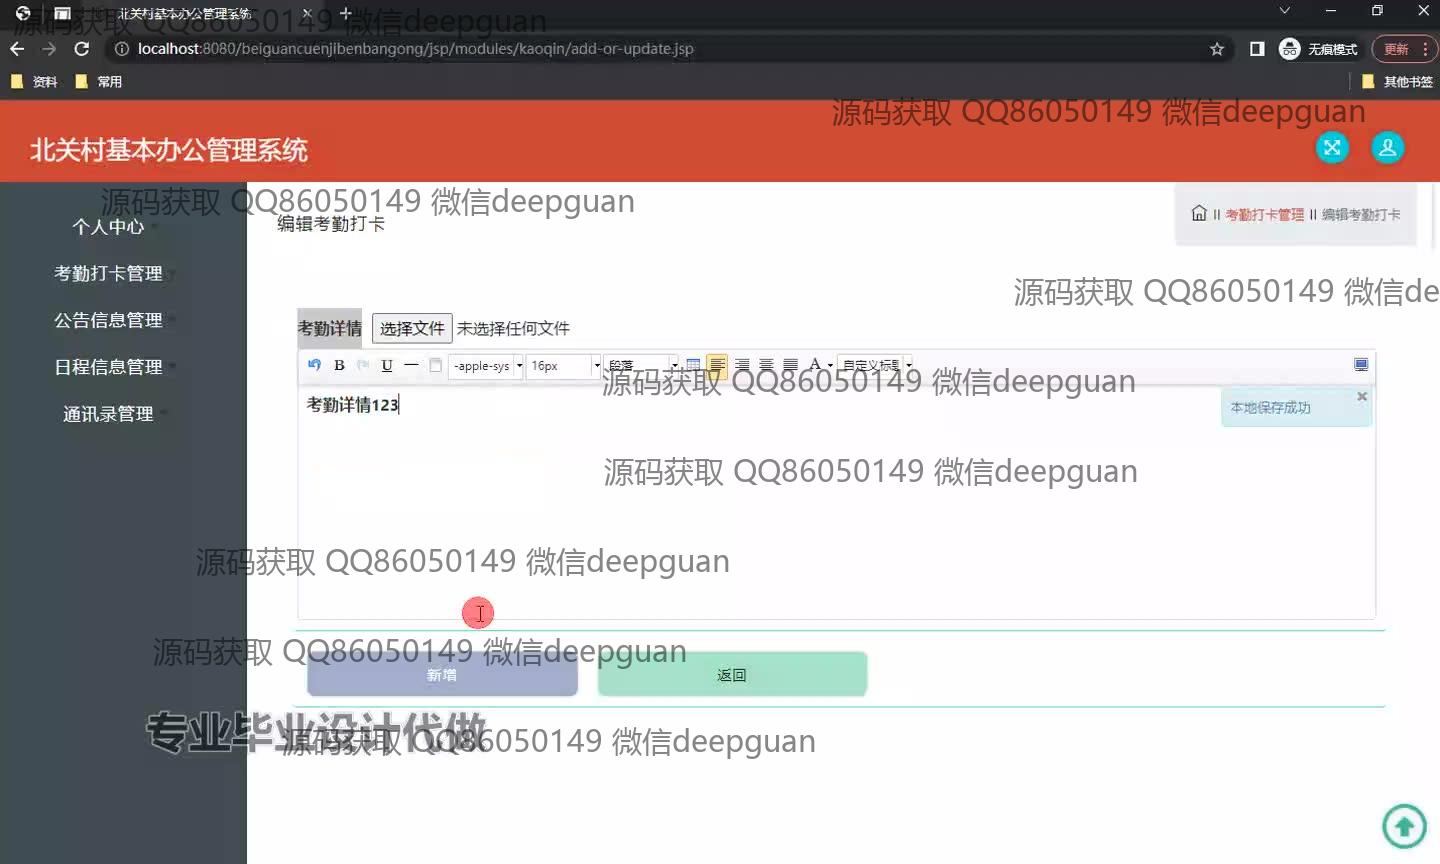 北关村基本办公管理系统
源码获取 QQ86050149 微信deepguan
localhost:8080/beiguancuenjibenbangong/jsp/modules/kaoqin/add-or-update.jsp
无痕模式
更新
资料
常用
其他书签
源码获取 QQ86050149 微信deepguan
北关村基本办公管理系统
源码获取 QQ86050149 微信deepguan
个人中心
编辑考勤打卡
考勤打卡管理
编辑考勤打卡
考勤打卡管理
源码获取 QQ86050149 微信de
公告信息管理
考勤详情
选择文件
未选择任何文件
日程信息管理
B
U
-apple-sys
16px
段落
A
自定义标题
源码获取 QQ86050149 微信deepguan
考勤详情123
本地保存成功
通讯录管理
源码获取 QQ86050149 微信deepguan
源码获取 QQ86050149 微信deepguan
源码获取 QQ86050149 微信deepguan
新增
返回
专业毕业设计代做
源码获取 QQ86050149 微信deepguan